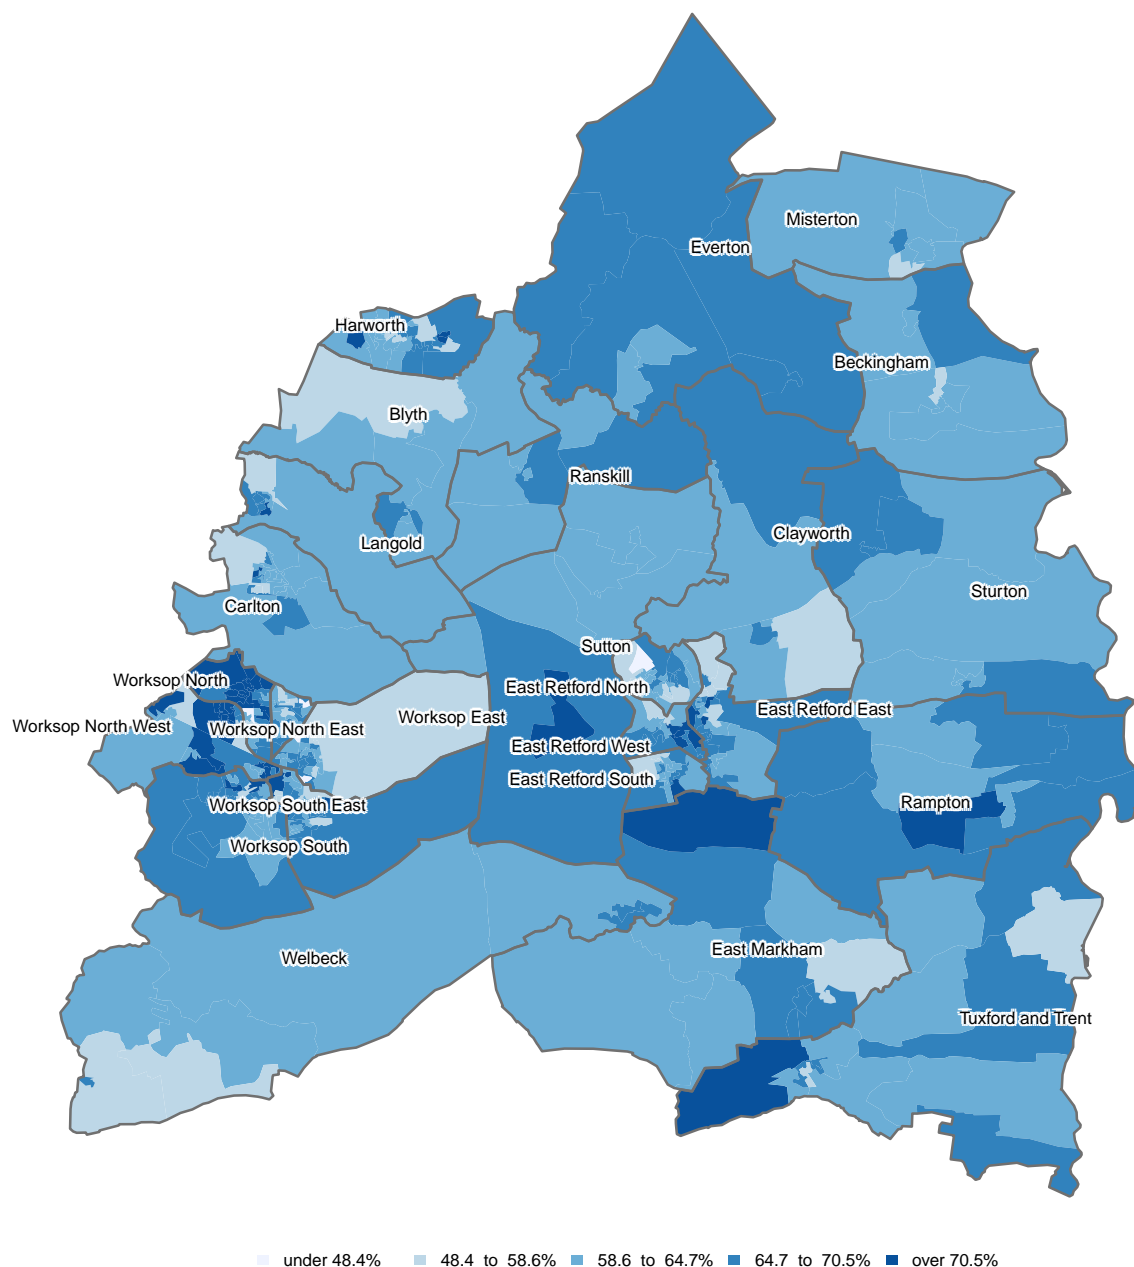 Misterton
Everton
Harworth
Beckingham
Blyth
Ranskill
Clayworth
Langold
Sturton
Carlton
Sutton
Worksop North
East Retford North
East Retford East
Worksop East
Worksop North West
Worksop North East
East Retford West
East Retford South
Rampton
Worksop South East
Worksop South
East Markham
Welbeck
Tuxford and Trent
under 48.4% 48.4 to 58.6% 58.6 to 64.7% 64.7 to 70.5% over 70.5%